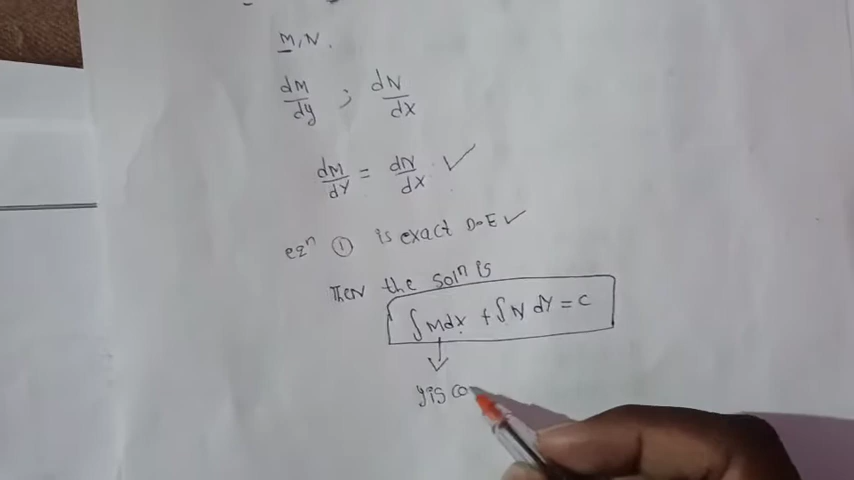 M, N.
dM/dy ; dN/dx
dM/dy = dN/dx ✓
eqⁿ ① is exact D.E ✓
Then the solⁿ is
∫Mdx + ∫N dy = c
↓
y is co